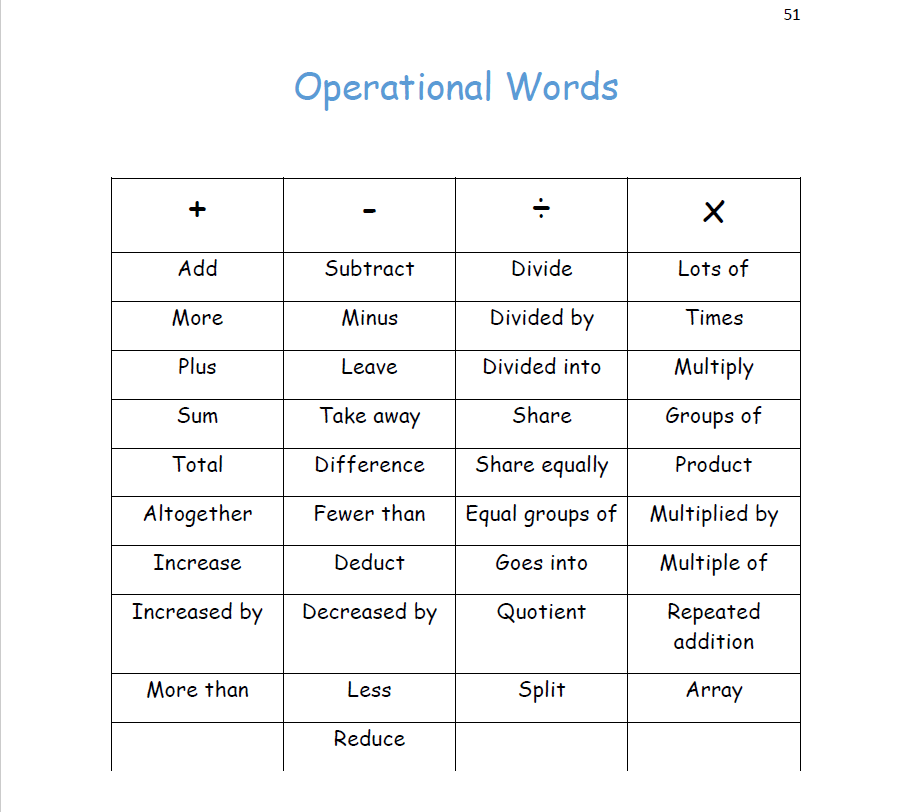 51
Operational Words
+ - ÷ x
Add Subtract Divide Lots of
More Minus Divided by Times
Plus Leave Divided into Multiply
Sum Take away Share Groups of
Total Difference Share equally Product
Altogether Fewer than Equal groups of Multiplied by
Increase Deduct Goes into Multiple of
Increased by Decreased by Quotient Repeated
addition
More than Less Split Array
Reduce